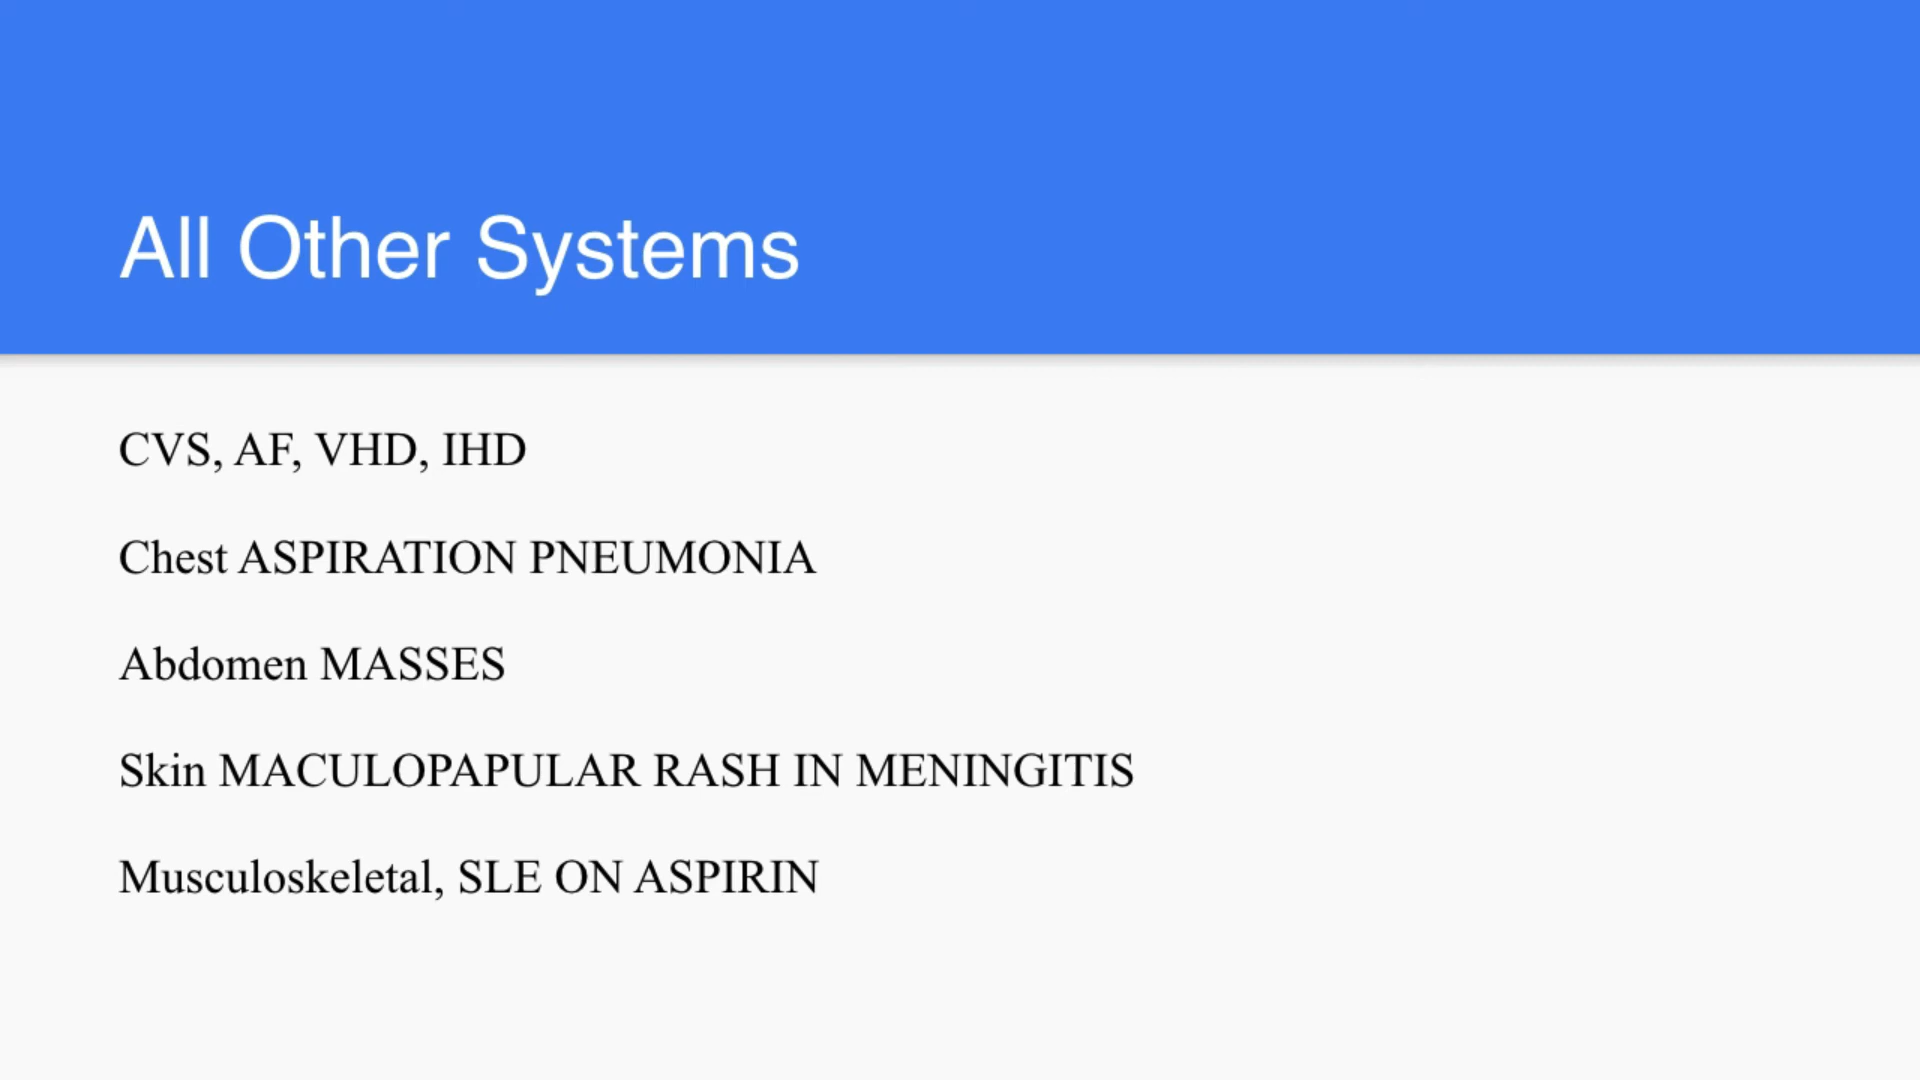 All Other Systems
CVS, AF, VHD, IHD
Chest ASPIRATION PNEUMONIA
Abdomen MASSES
Skin MACULOPAPULAR RASH IN MENINGITIS
Musculoskeletal, SLE ON ASPIRIN